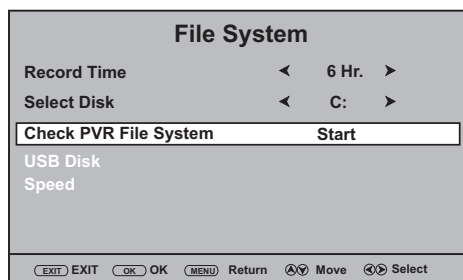 File System
Record Time 6 Hr.
Select Disk C:
Check PVR File System Start
USB Disk
Speed
EXIT EXIT OK OK MENU Return Move Select